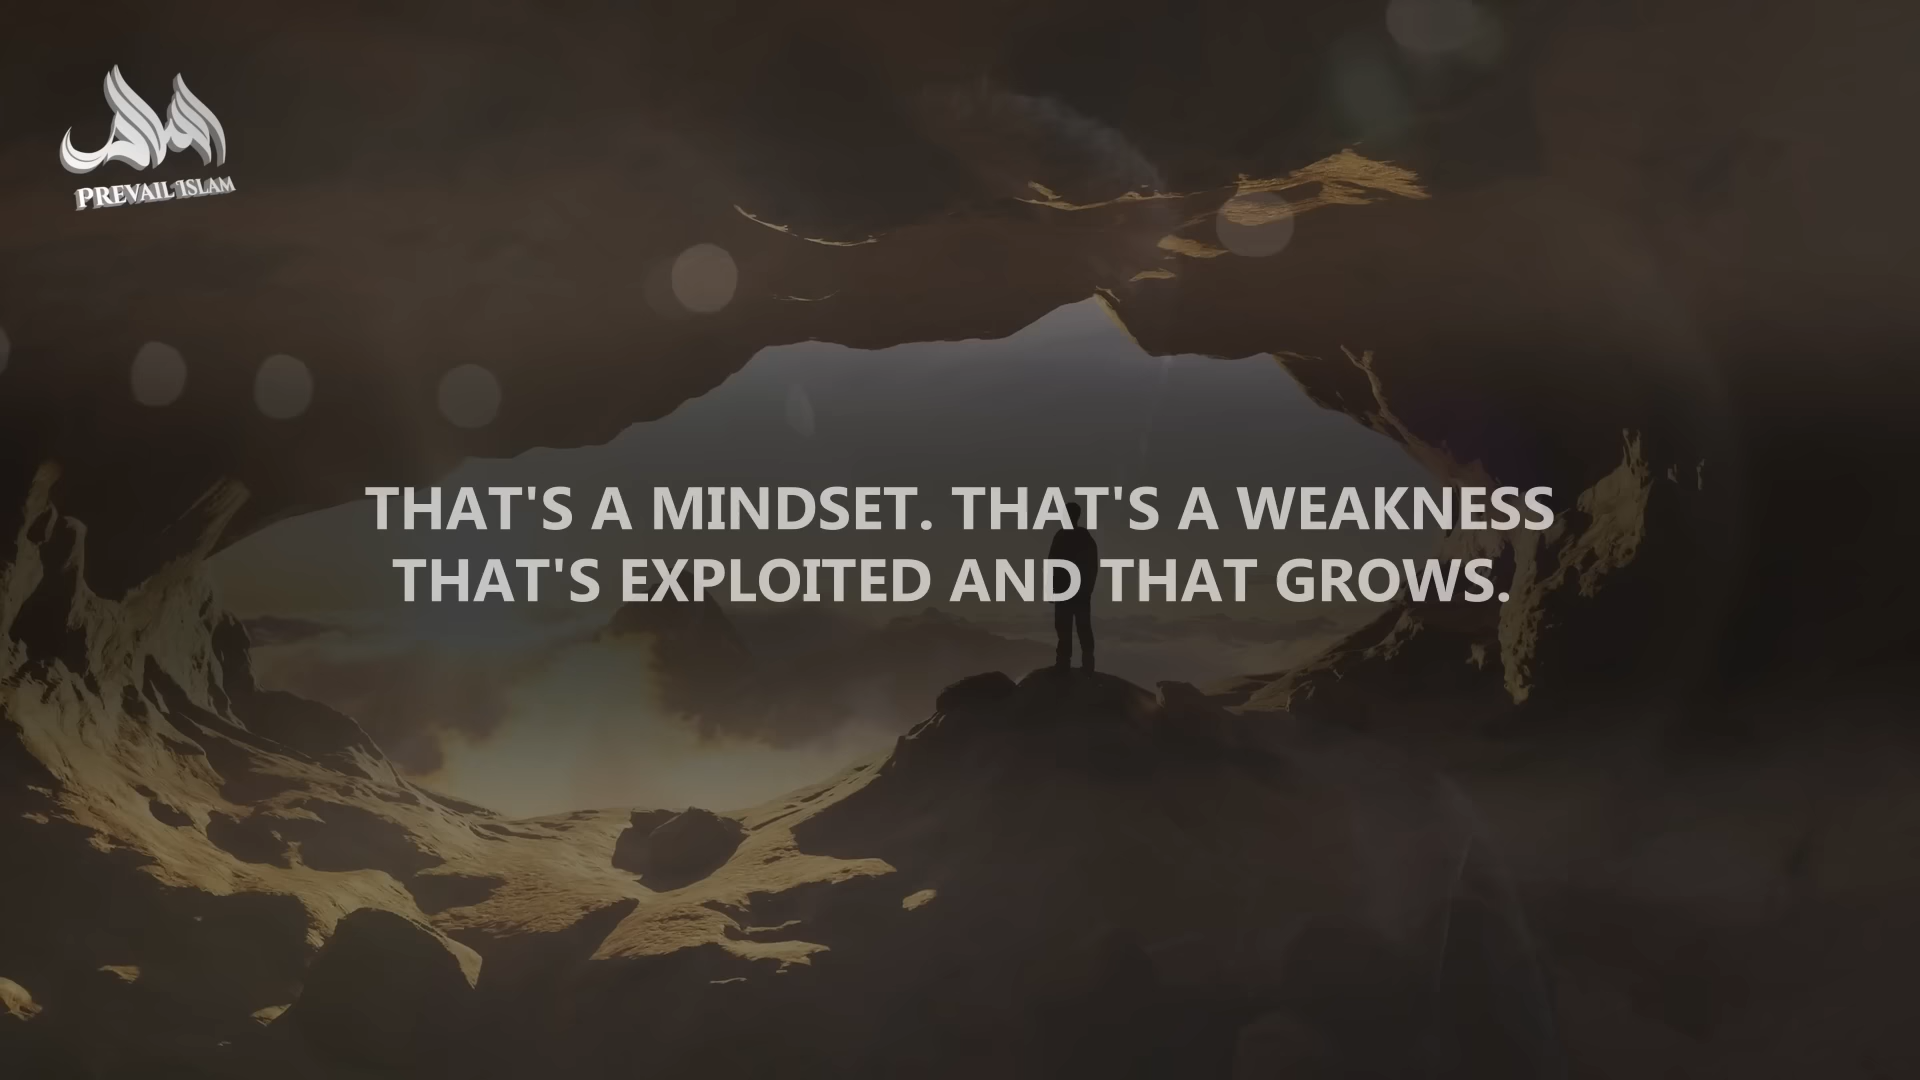 PREVAIL ISLAM
THAT'S A MINDSET. THAT'S A WEAKNESS
THAT'S EXPLOITED AND THAT GROWS.